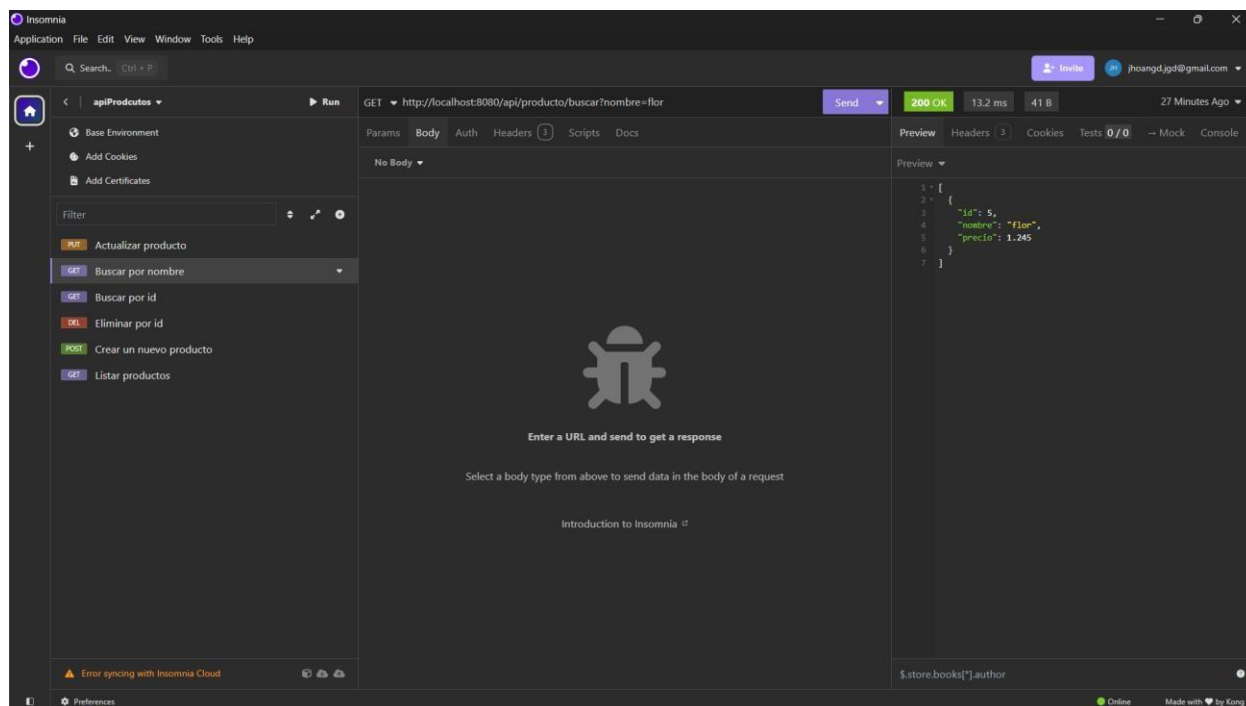 Insomnia
Application File Edit View Window Tools Help
Search.. Ctrl + P
Invite
JH jhoangd.jgd@gmail.com
apiProdcutos
Run
Base Environment
Add Cookies
Add Certificates
Filter
PUT Actualizar producto
GET Buscar por nombre
GET Buscar por id
DEL Eliminar por id
POST Crear un nuevo producto
GET Listar productos
Error syncing with Insomnia Cloud
GET http://localhost:8080/api/producto/buscar?nombre=flor
Send
Params Body Auth Headers 3 Scripts Docs
No Body
Enter a URL and send to get a response
Select a body type from above to send data in the body of a request
Introduction to Insomnia
200 OK 13.2 ms 41 B 27 Minutes Ago
Preview Headers 3 Cookies Tests 0 / 0 → Mock Console
Preview
1 [
2 {
3 "id": 5,
4 "nombre": "flor",
5 "precio": 1.245
6 }
7 ]
$.store.books[*].author
Preferences
Online
Made with ♥ by Kong